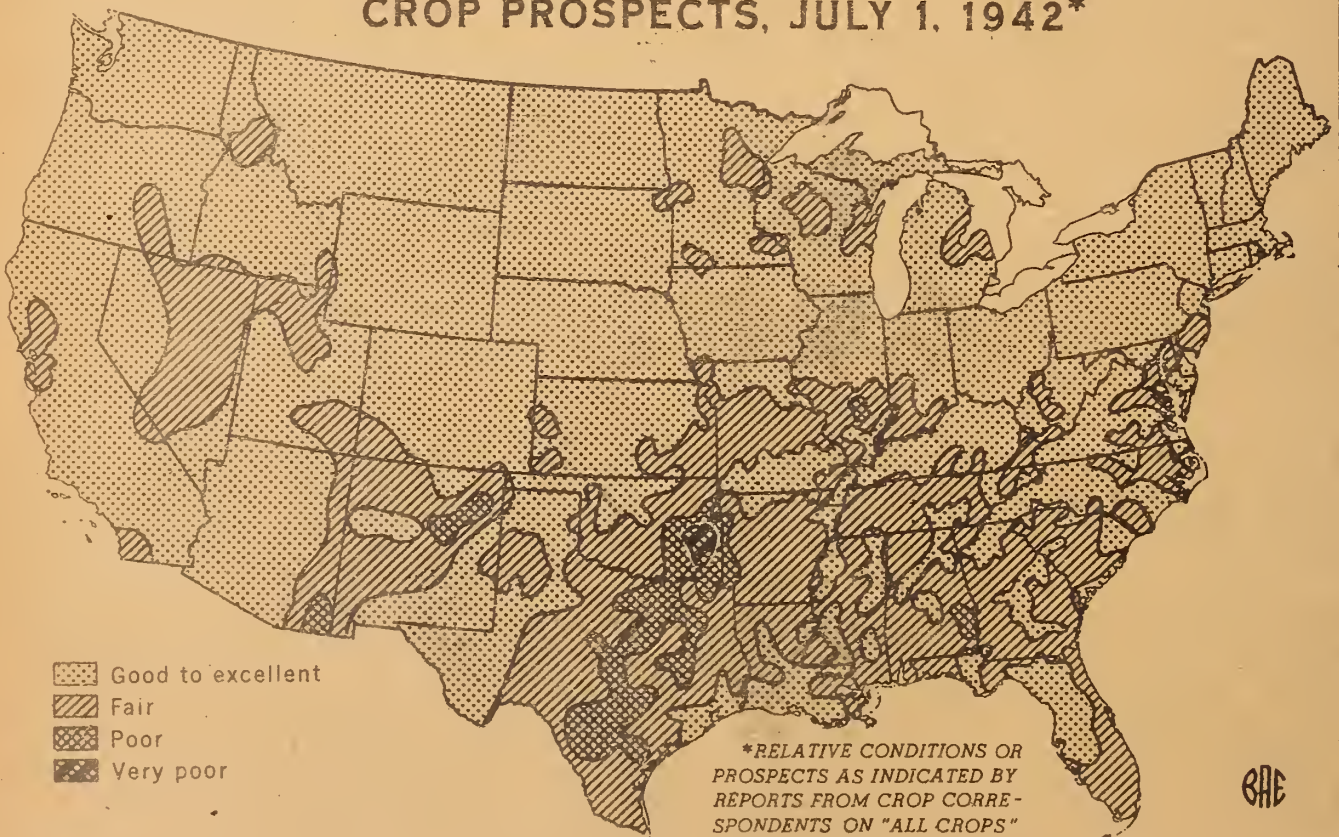 CROP PROSPECTS, JULY 1, 1942*
Good to excellent
Fair
Poor
Very poor
*RELATIVE CONDITIONS OR
PROSPECTS AS INDICATED BY
REPORTS FROM CROP CORRE-
SPONDENTS ON "ALL CROPS"
BAE